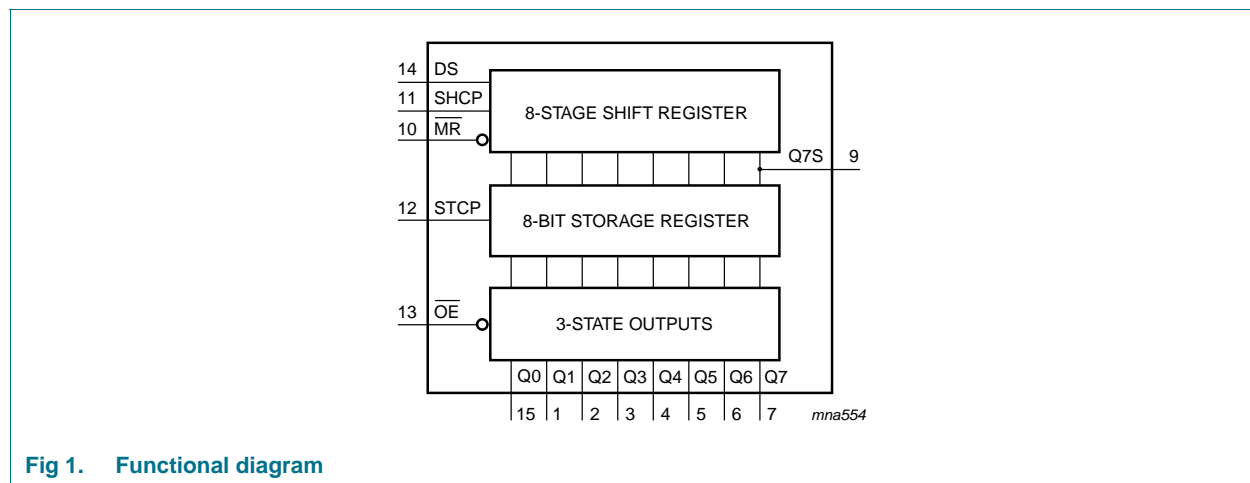 14 DS
11 SHCP
8-STAGE SHIFT REGISTER
10 M̅R̅
Q7S 9
12 STCP
8-BIT STORAGE REGISTER
13 O̅E̅
3-STATE OUTPUTS
Q0 Q1 Q2 Q3 Q4 Q5 Q6 Q7
15 1 2 3 4 5 6 7 mna554
Fig 1. Functional diagram